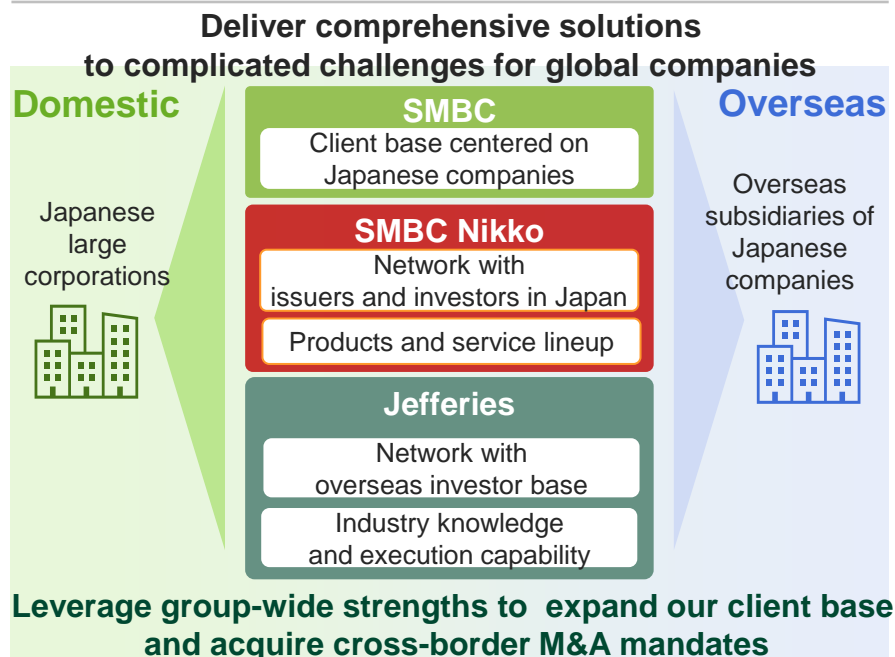 Deliver comprehensive solutions
to complicated challenges for global companies
Domestic
Japanese
large
corporations
SMBC
Client base centered on
Japanese companies
SMBC Nikko
Network with
issuers and investors in Japan
Products and service lineup
Jefferies
Network with
overseas investor base
Industry knowledge
and execution capability
Overseas
Overseas
subsidiaries of
Japanese
companies
Leverage group-wide strengths to expand our client base
and acquire cross-border M&A mandates